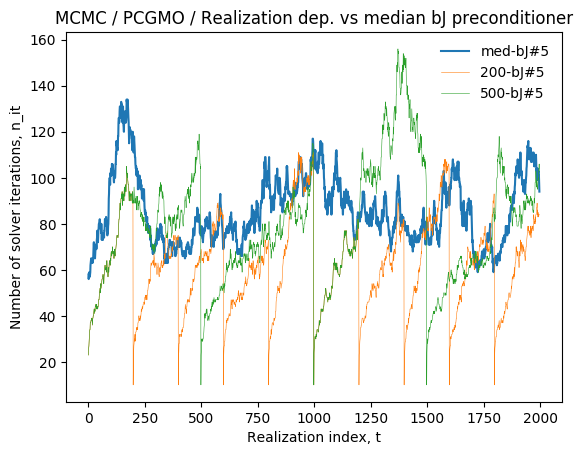 MCMC / PCGMO / Realization dep. vs median bJ preconditioner
160
140
120
100
80
60
40
20
Number of solver iterations, n_it
med-bJ#5
200-bJ#5
500-bJ#5
0 250 500 750 1000 1250 1500 1750 2000
Realization index, t